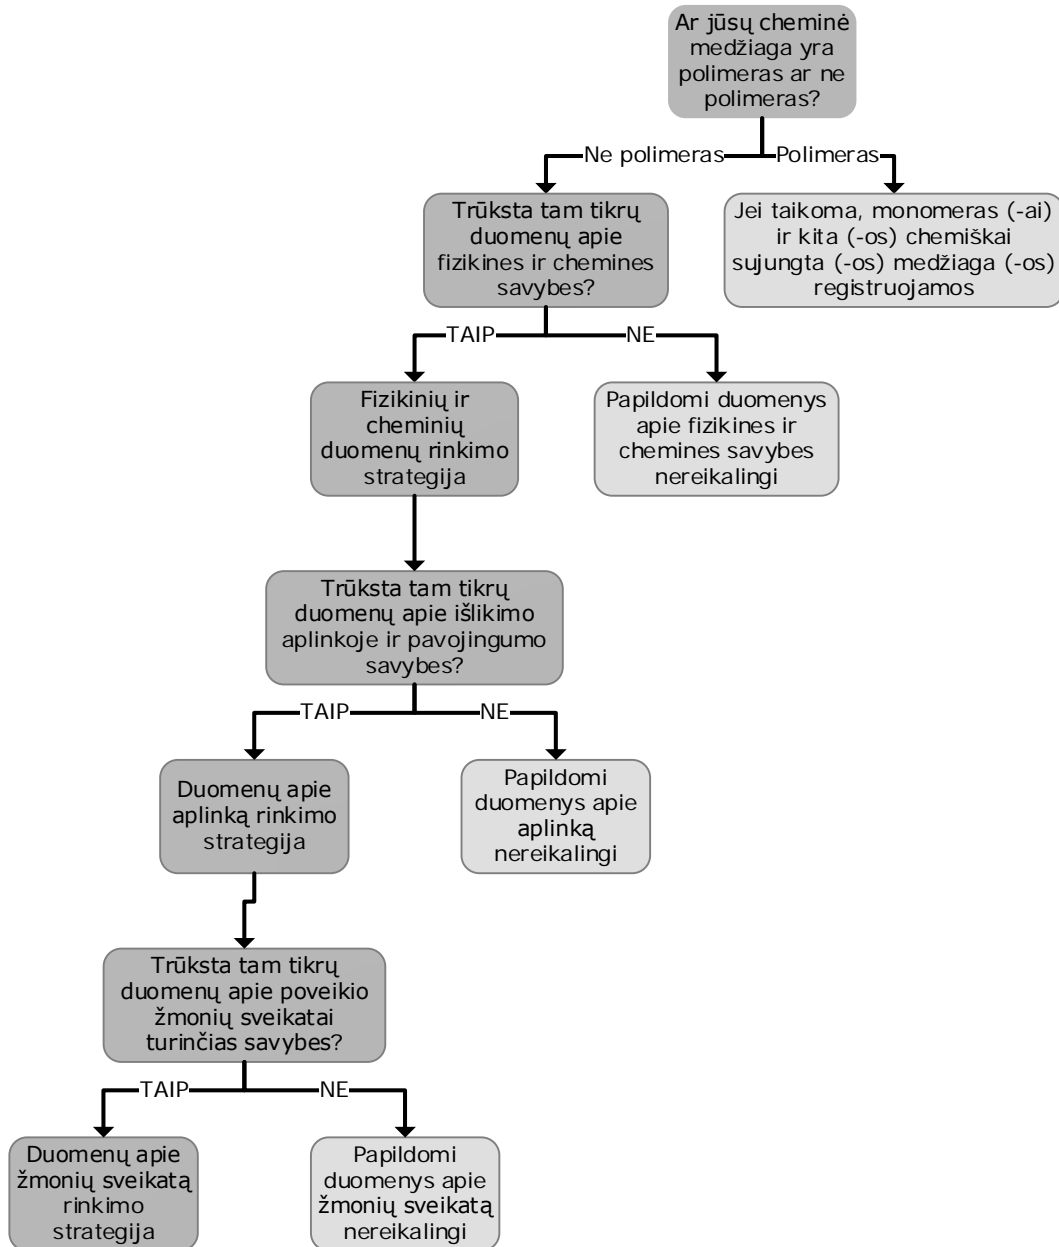 Ar jūsų cheminė
medžiaga yra
polimeras ar ne
polimeras?
Ne polimeras
Polimeras
Trūksta tam tikrų
duomenų apie
fizikines ir chemines
savybes?
Jei taikoma, monomeras (-ai)
ir kita (-os) chemiškai
sujungta (-os) medžiaga (-os)
registruojamos
TAIP
NE
Fizikinių ir
cheminių
duomenų rinkimo
strategija
Papildomi duomenys
apie fizikines ir
chemines savybes
nereikalingi
Trūksta tam tikrų
duomenų apie išlikimo
aplinkoje ir pavojingumo
savybes?
TAIP
NE
Duomenų apie
aplinką rinkimo
strategija
Papildomi
duomenys apie
aplinką
nereikalingi
Trūksta tam tikrų
duomenų apie poveikio
žmonių sveikatai
turinčias savybes?
TAIP
NE
Duomenų apie
žmonių sveikatą
rinkimo
strategija
Papildomi
duomenys apie
žmonių sveikatą
nereikalingi